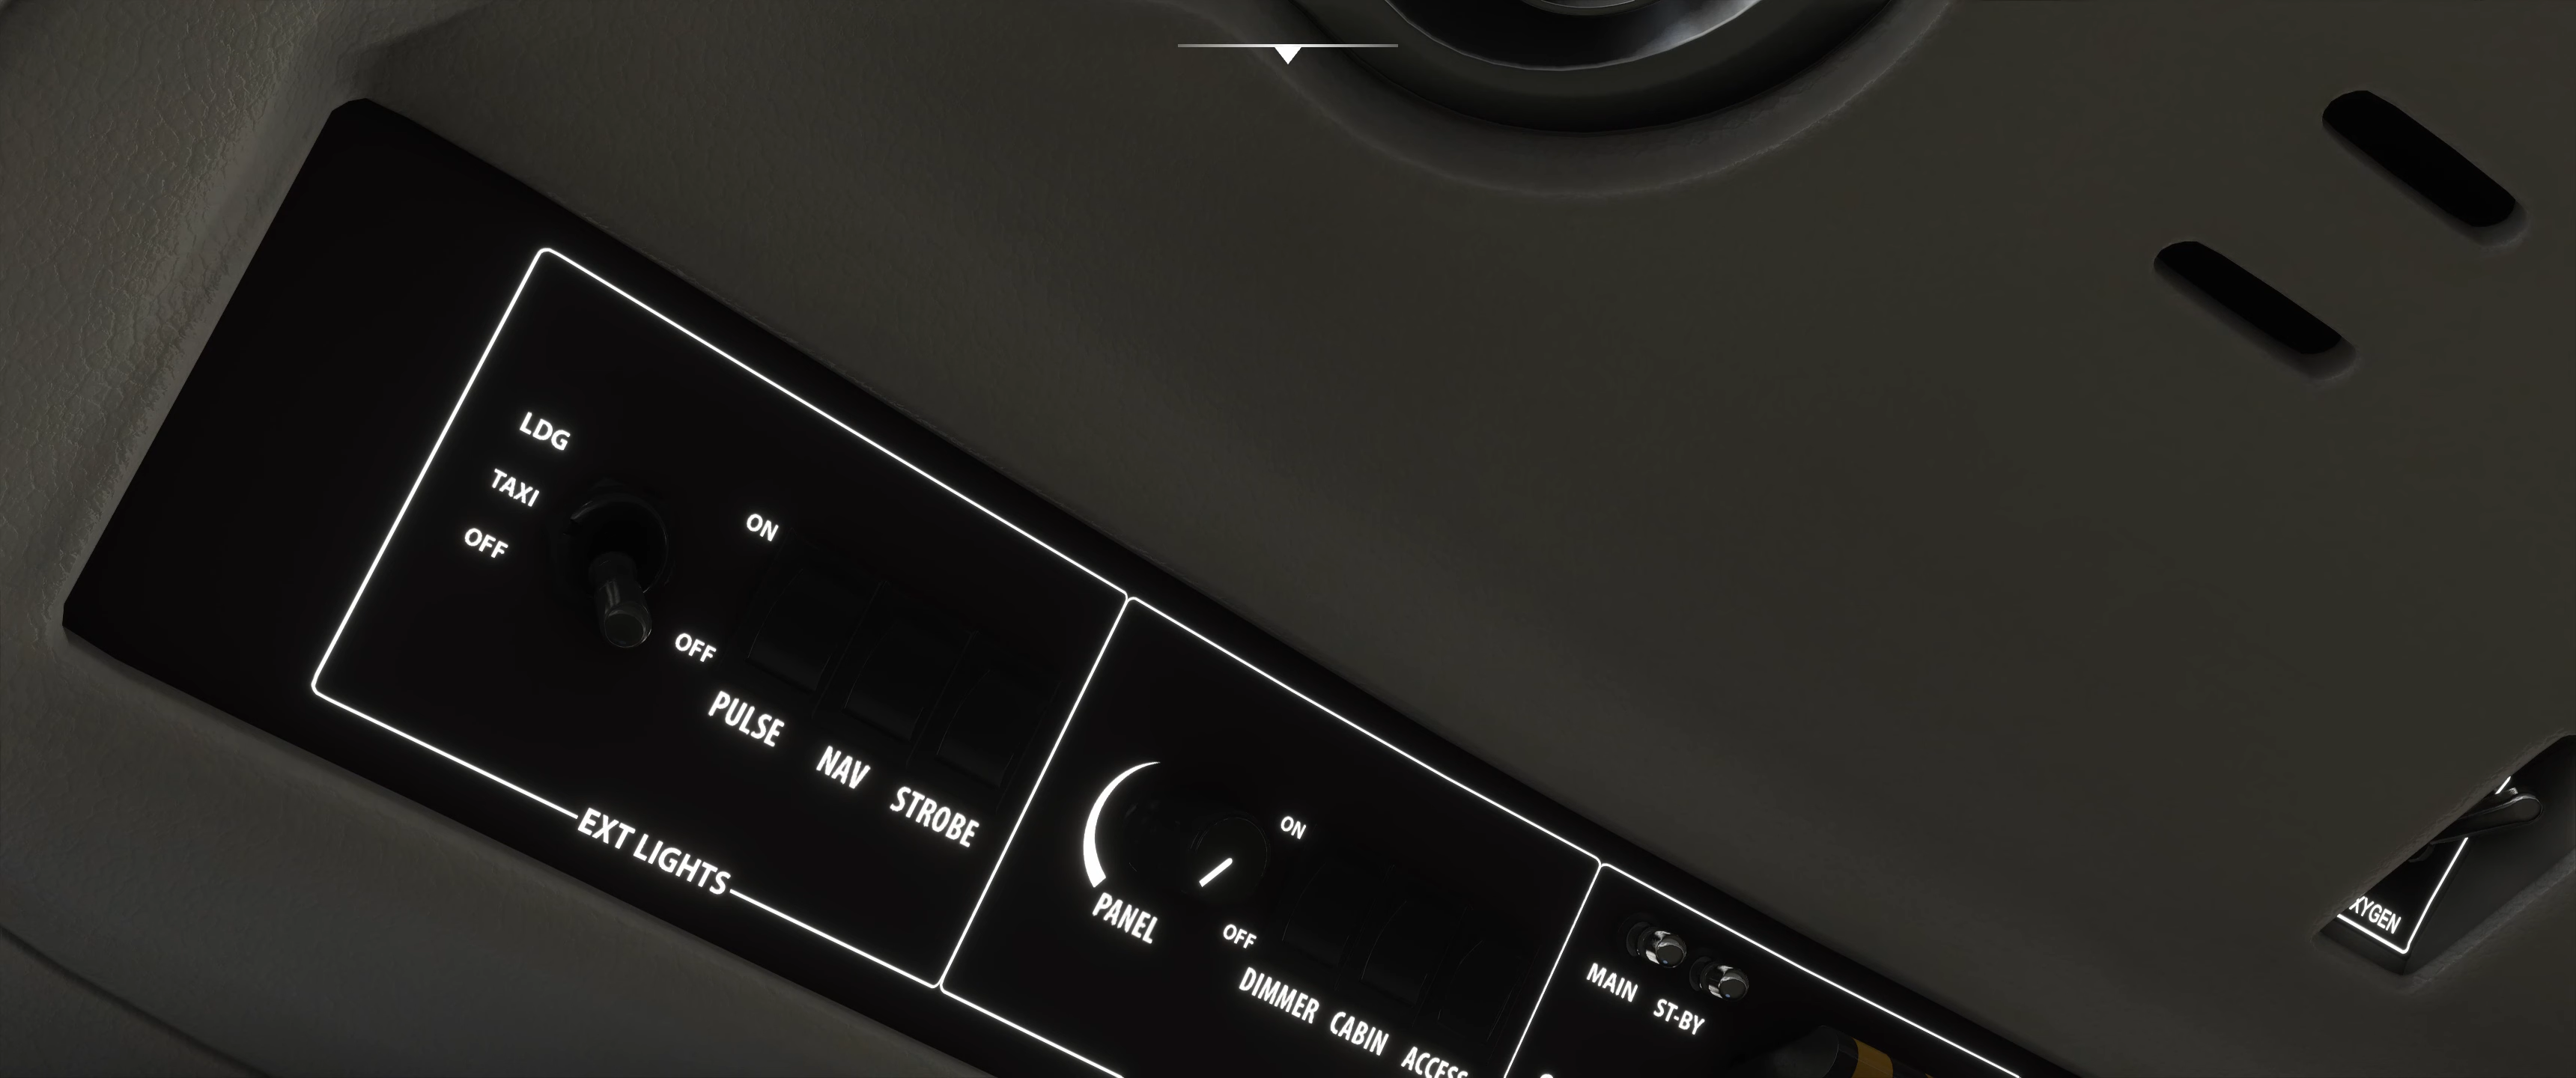 LDG
TAXI
OFF
ON
OFF
PULSE
NAV
STROBE
EXT LIGHTS
PANEL
ON
OFF
DIMMER
CABIN
MAIN
ST-BY